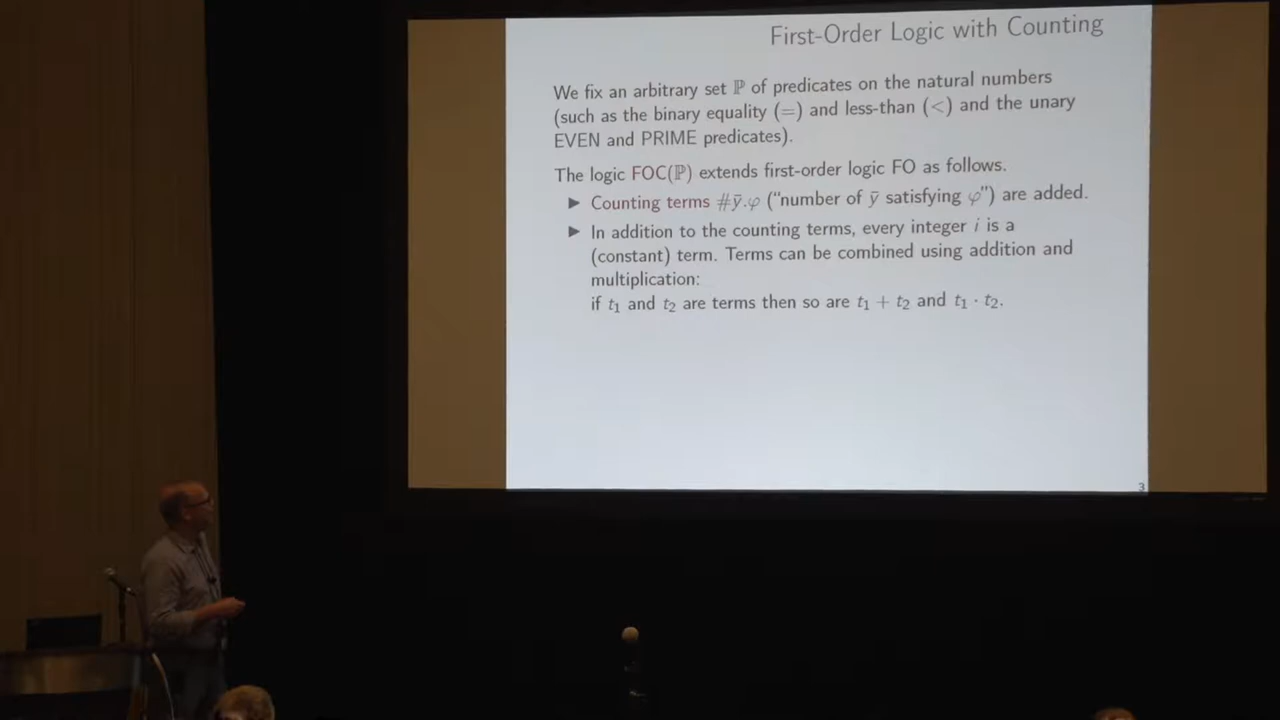 First-Order Logic with Counting
We fix an arbitrary set ℙ of predicates on the natural numbers
(such as the binary equality (=) and less-than (<) and the unary
EVEN and PRIME predicates).
The logic FOC(ℙ) extends first-order logic FO as follows.
▶ Counting terms #ȳ.φ (“number of ȳ satisfying φ”) are added.
▶ In addition to the counting terms, every integer i is a
(constant) term. Terms can be combined using addition and
multiplication:
if t₁ and t₂ are terms then so are t₁ + t₂ and t₁ · t₂.
3